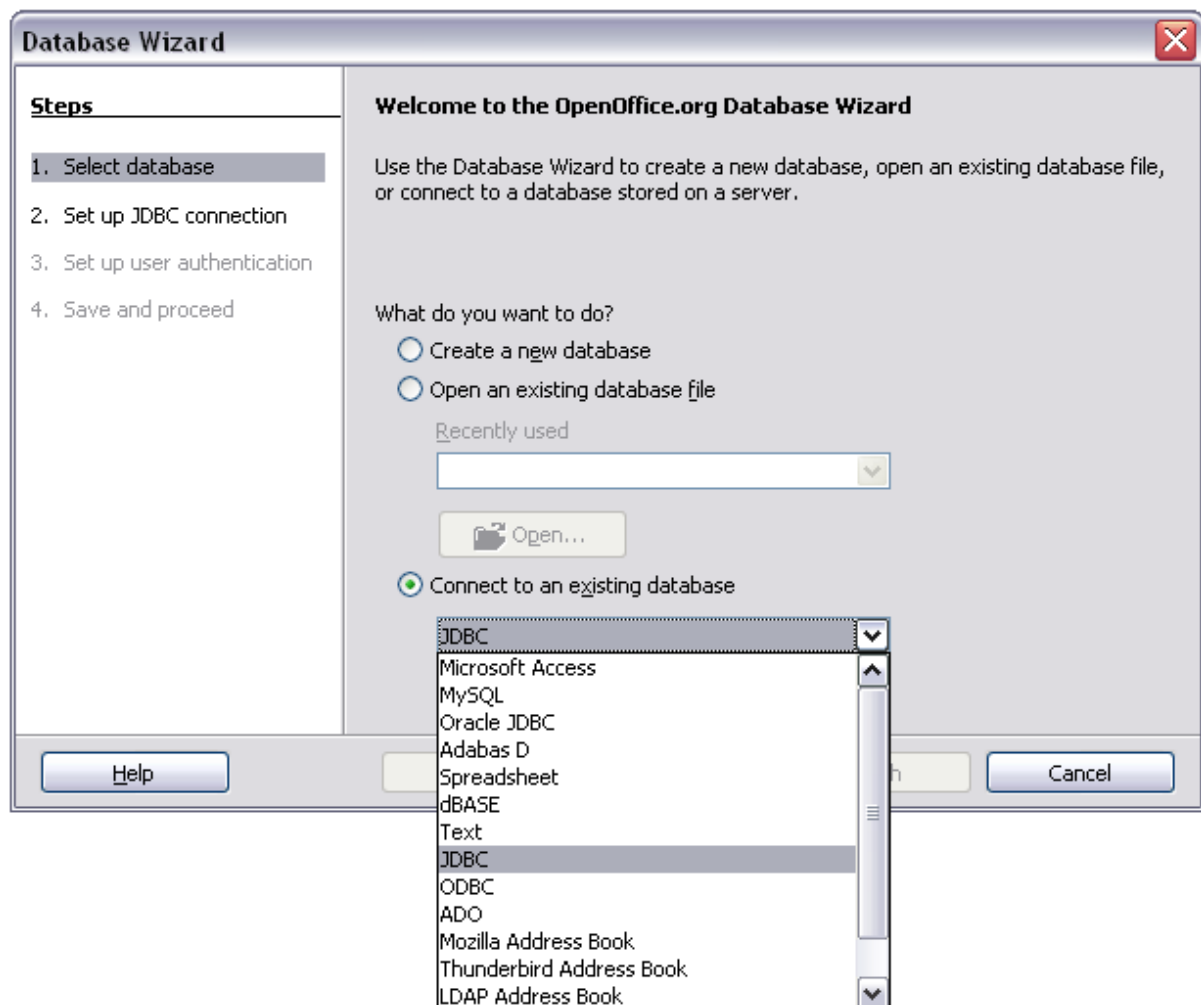 Database Wizard
Steps
1. Select database
2. Set up JDBC connection
3. Set up user authentication
4. Save and proceed
Welcome to the OpenOffice.org Database Wizard
Use the Database Wizard to create a new database, open an existing database file,
or connect to a database stored on a server.
What do you want to do?
Create a new database
Open an existing database file
Recently used
Open...
Connect to an existing database
JDBC
Microsoft Access
MySQL
Oracle JDBC
Adabas D
Spreadsheet
dBASE
Text
JDBC
ODBC
ADO
Mozilla Address Book
Thunderbird Address Book
LDAP Address Book
Help
Cancel